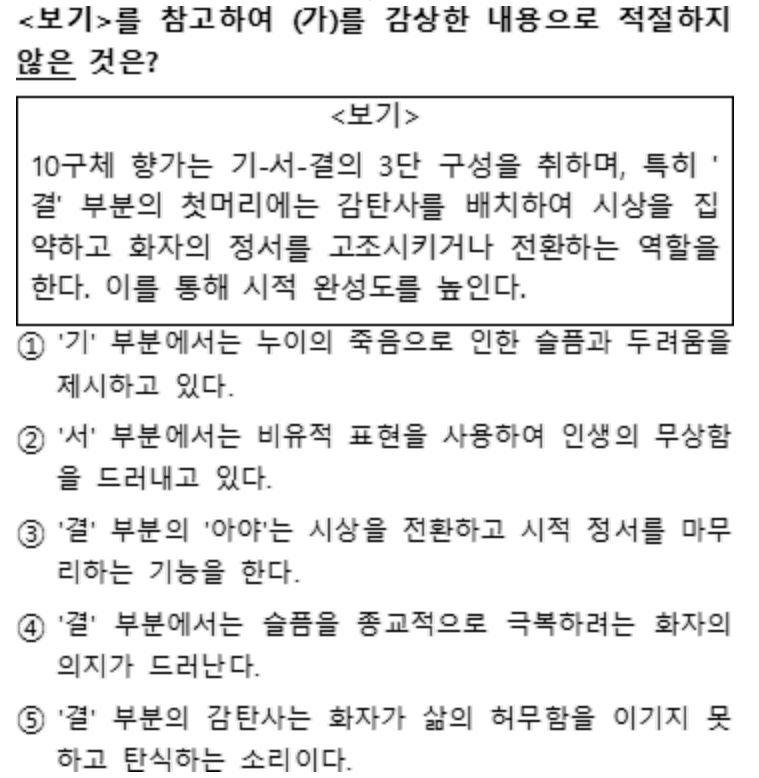 <보기>를 참고하여 (가)를 감상한 내용으로 적절하지
않은 것은?
<보기>
10구체 향가는 기-서-결의 3단 구성을 취하며, 특히 '
결' 부분의 첫머리에는 감탄사를 배치하여 시상을 집
약하고 화자의 정서를 고조시키거나 전환하는 역할을
한다. 이를 통해 시적 완성도를 높인다.
① '기' 부분에서는 누이의 죽음으로 인한 슬픔과 두려움을
제시하고 있다.
② '서' 부분에서는 비유적 표현을 사용하여 인생의 무상함
을 드러내고 있다.
③ '결' 부분의 '아야'는 시상을 전환하고 시적 정서를 마무
리하는 기능을 한다.
④ '결' 부분에서는 슬픔을 종교적으로 극복하려는 화자의
의지가 드러난다.
⑤ '결' 부분의 감탄사는 화자가 삶의 허무함을 이기지 못
하고 탄식하는 소리이다.